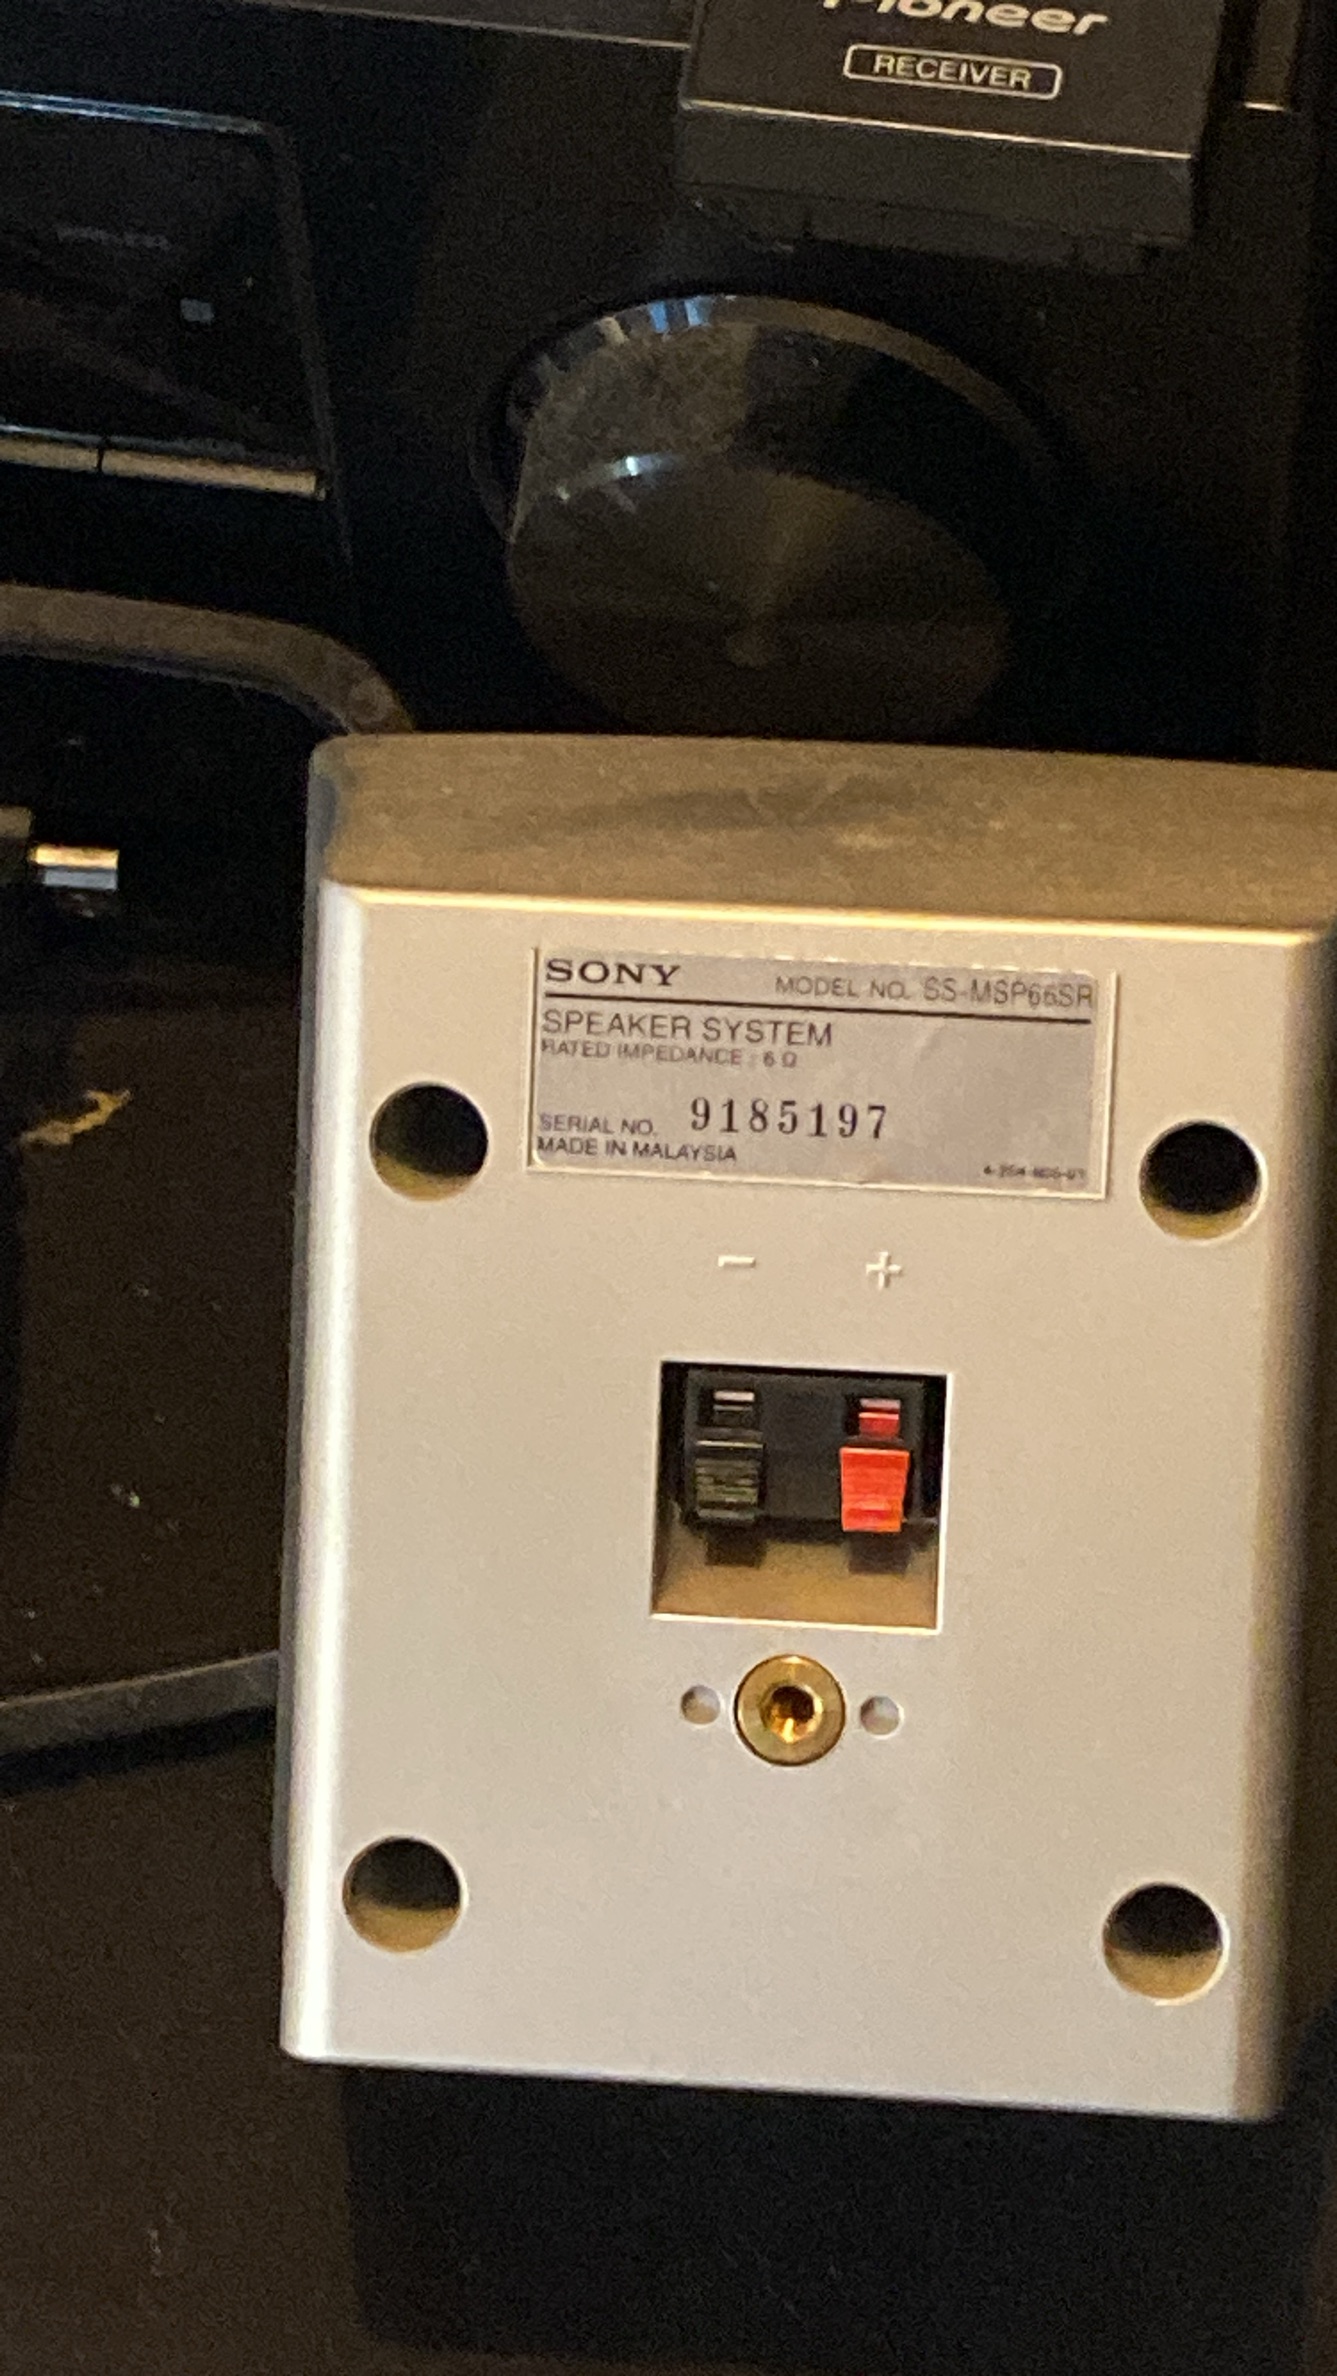 Pioneer
RECEIVER
SONY MODEL NO. SS-MSP66SR
SPEAKER SYSTEM
RATED IMPEDANCE : 6 Ω
SERIAL NO. 9185197
MADE IN MALAYSIA
- +